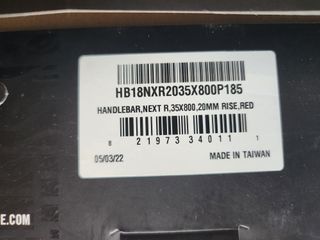 HB18NXR2035X800P185
HANDLEBAR,NEXT R,35X800,20MM RISE,RED
8 21973 34011 1
05/03/22
MADE IN TAIWAN
E.COM